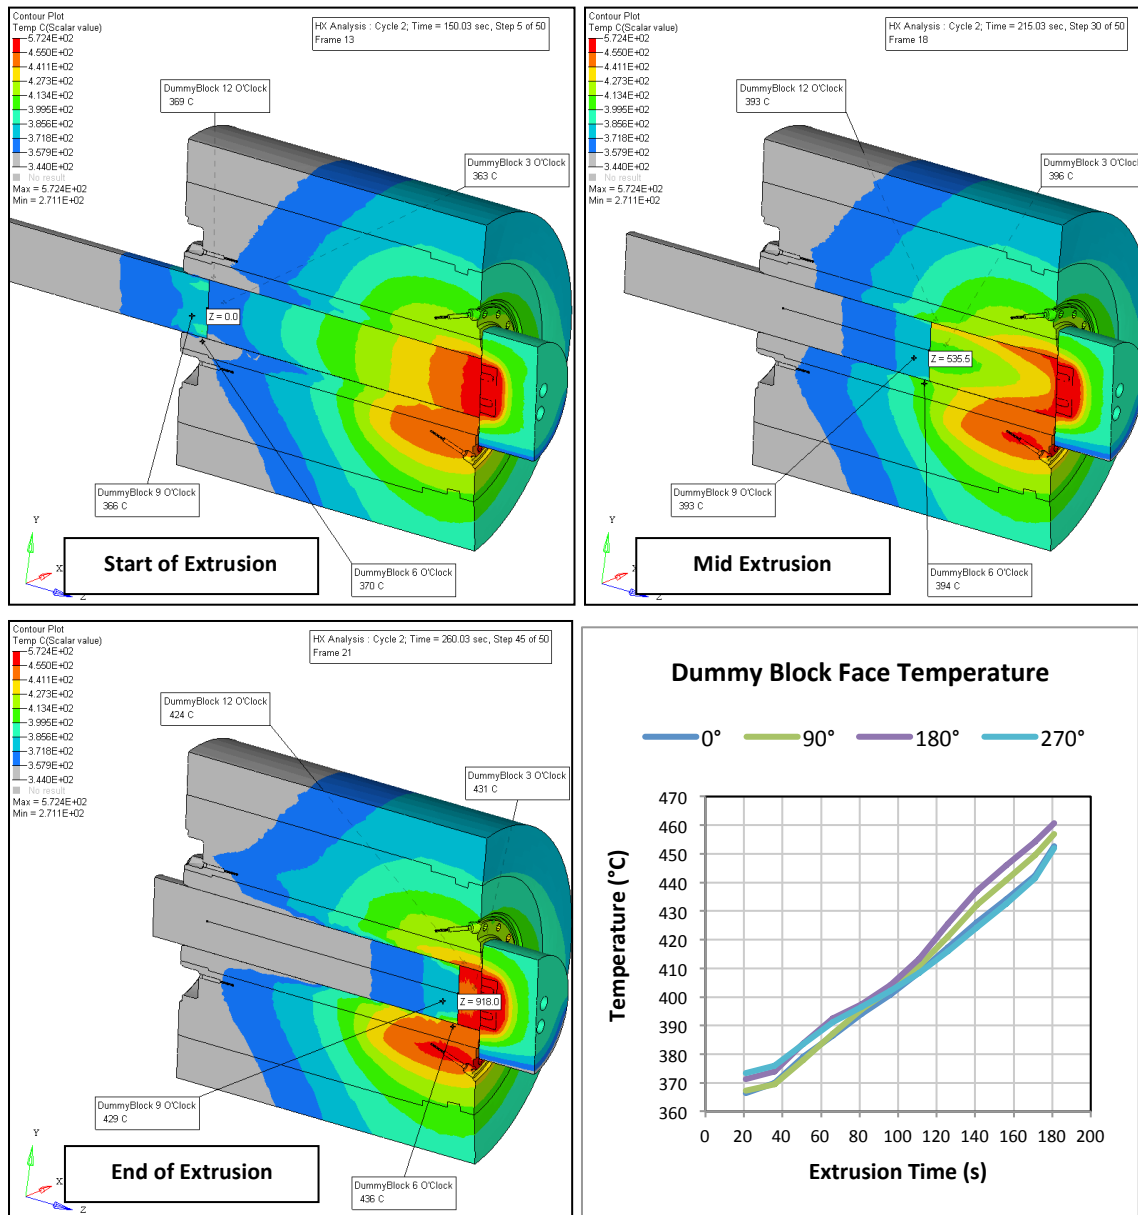 Contour Plot
Temp C(Scalar value)
5.724E+02
4.550E+02
4.411E+02
4.273E+02
4.134E+02
3.995E+02
3.856E+02
3.718E+02
3.579E+02
3.440E+02
No result
Max = 5.724E+02
Min = 2.711E+02
HX Analysis : Cycle 2; Time = 150.03 sec, Step 5 of 50
Frame 13
DummyBlock 12 O'Clock
369 C
DummyBlock 3 O'Clock
363 C
Z = 0.0
DummyBlock 9 O'Clock
366 C
DummyBlock 6 O'Clock
370 C
Y
X
Z
Start of Extrusion
Contour Plot
Temp C(Scalar value)
5.724E+02
4.550E+02
4.411E+02
4.273E+02
4.134E+02
3.995E+02
3.856E+02
3.718E+02
3.579E+02
3.440E+02
No result
Max = 5.724E+02
Min = 2.711E+02
HX Analysis : Cycle 2; Time = 215.03 sec, Step 30 of 50
Frame 18
DummyBlock 12 O'Clock
393 C
DummyBlock 3 O'Clock
396 C
Z = 535.5
DummyBlock 9 O'Clock
393 C
DummyBlock 6 O'Clock
394 C
Y
X
Z
Mid Extrusion
Contour Plot
Temp C(Scalar value)
5.724E+02
4.550E+02
4.411E+02
4.273E+02
4.134E+02
3.995E+02
3.856E+02
3.718E+02
3.579E+02
3.440E+02
No result
Max = 5.724E+02
Min = 2.711E+02
HX Analysis : Cycle 2; Time = 260.03 sec, Step 45 of 50
Frame 21
DummyBlock 12 O'Clock
424 C
DummyBlock 3 O'Clock
431 C
Z = 918.0
DummyBlock 9 O'Clock
429 C
DummyBlock 6 O'Clock
436 C
Y
X
Z
End of Extrusion
Dummy Block Face Temperature
0° 90° 180° 270°
470
460
450
440
430
420
410
400
390
380
370
360
Temperature (°C)
0 20 40 60 80 100 120 140 160 180 200
Extrusion Time (s)